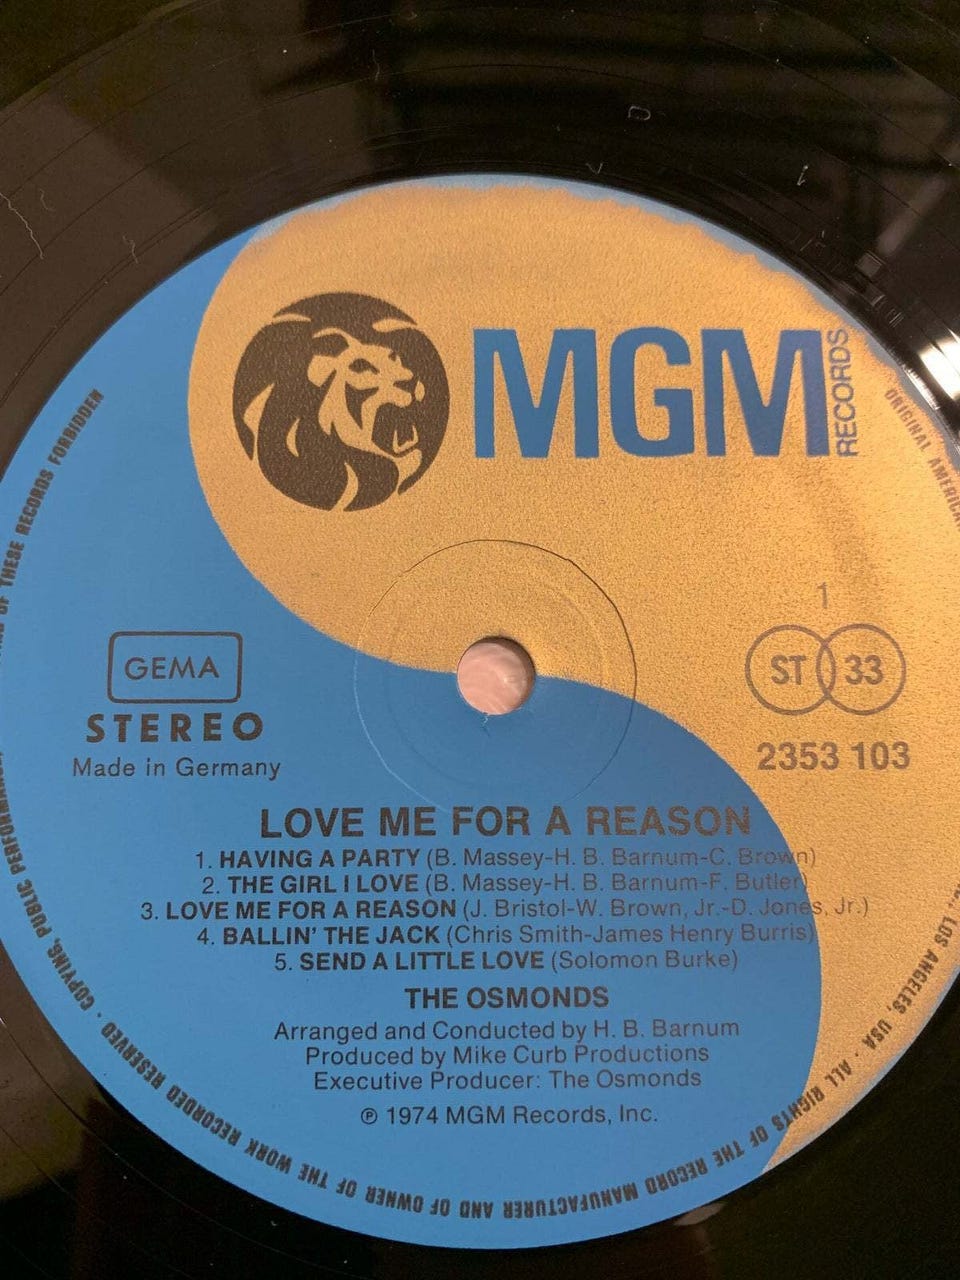 MGM
RECORDS
1
ST 33
2353 103
GEMA
STEREO
Made in Germany
LOVE ME FOR A REASON
1. HAVING A PARTY (B. Massey-H. B. Barnum-C. Brown)
2. THE GIRL I LOVE (B. Massey-H. B. Barnum-F. Butler)
3. LOVE ME FOR A REASON (J. Bristol-W. Brown, Jr.-D. Jones, Jr.)
4. BALLIN' THE JACK (Chris Smith-James Henry Burris)
5. SEND A LITTLE LOVE (Solomon Burke)
THE OSMONDS
Arranged and Conducted by H. B. Barnum
Produced by Mike Curb Productions
Executive Producer: The Osmonds
℗ 1974 MGM Records, Inc.
ORIGINAL AMERICAN
LOS ANGELES, USA · ALL RIGHTS OF THE RECORD MANUFACTURER AND OF OWNER OF THE WORK RECORDED RESERVED · COPYING, PUBLIC PERFORMANCE
OF THESE RECORDS FORBIDDEN